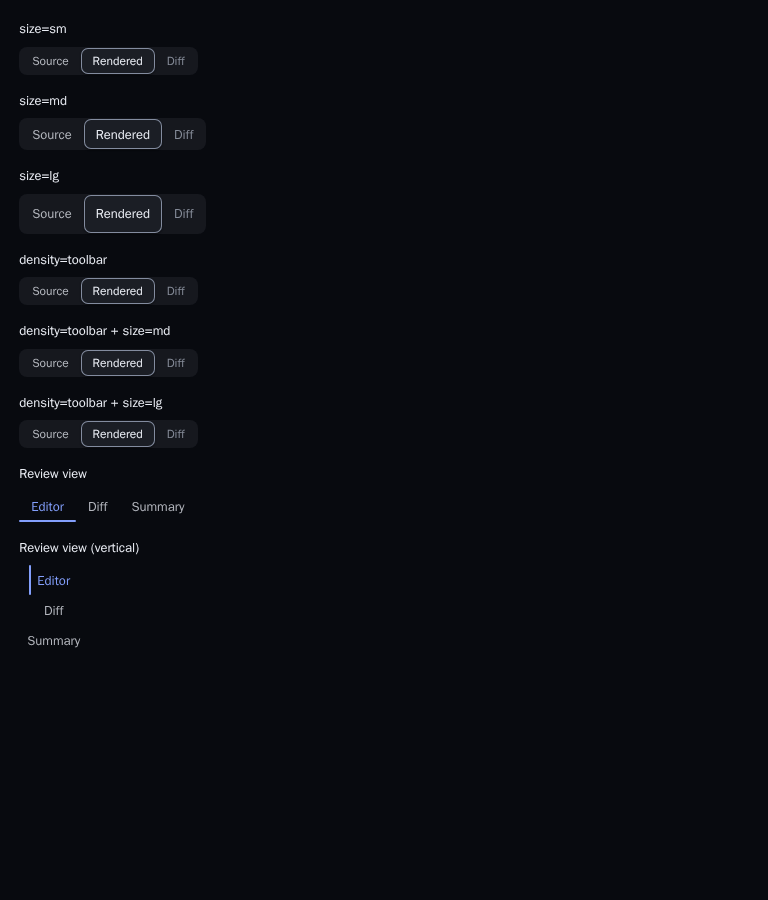 size=sm
Source Rendered Diff
size=md
Source Rendered Diff
size=lg
Source Rendered Diff
density=toolbar
Source Rendered Diff
density=toolbar + size=md
Source Rendered Diff
density=toolbar + size=lg
Source Rendered Diff
Review view
Editor Diff Summary
Review view (vertical)
Editor
Diff
Summary